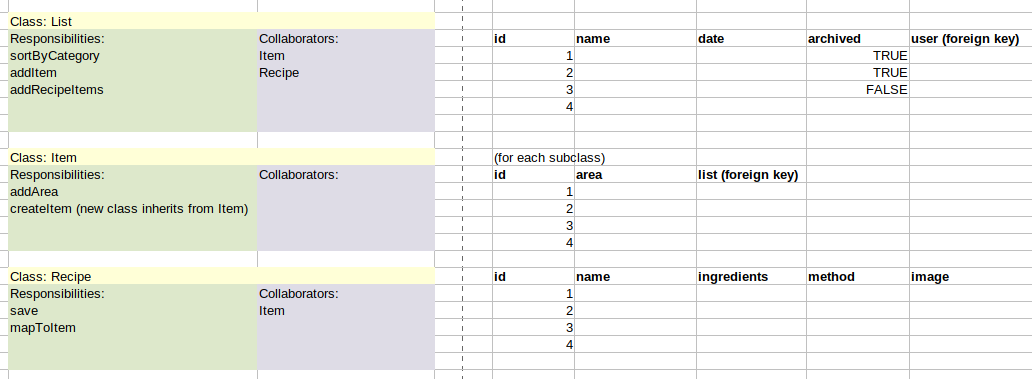 Class: List
Responsibilities: Collaborators: id name date archived user (foreign key)
sortByCategory Item 1 TRUE
addItem Recipe 2 TRUE
addRecipeItems 3 FALSE
4
Class: Item (for each subclass)
Responsibilities: Collaborators: id area list (foreign key)
addArea 1
createItem (new class inherits from Item) 2
3
4
Class: Recipe id name ingredients method image
Responsibilities: Collaborators: 1
save Item 2
mapToItem 3
4